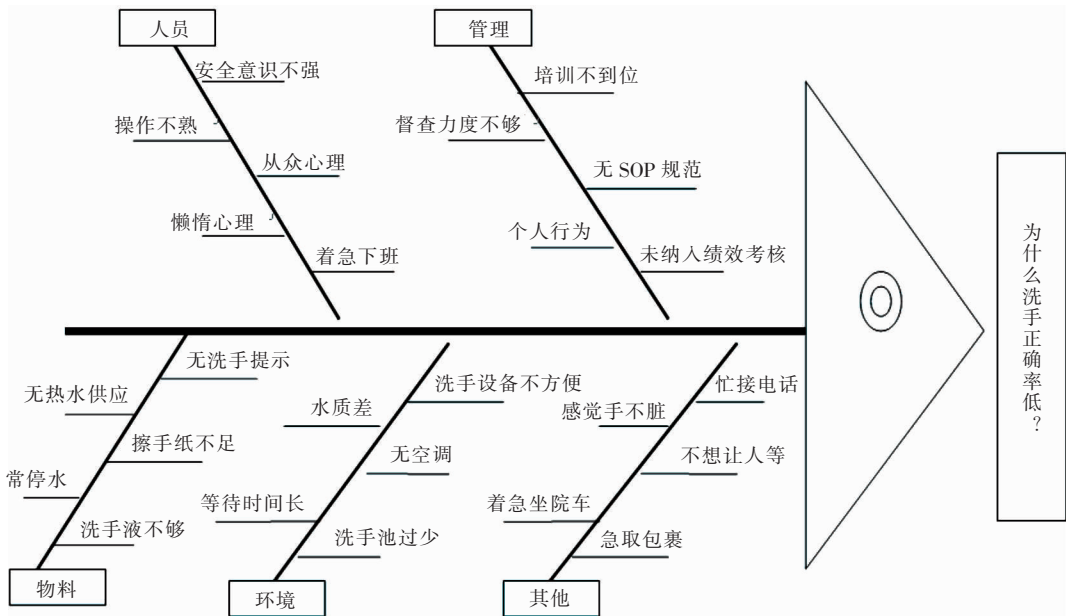 人员
管理
安全意识不强
培训不到位
操作不熟
督查力度不够
从众心理
无 SOP 规范
懒惰心理
个人行为
着急下班
未纳入绩效考核
为什么洗手正确率低？
无洗手提示
洗手设备不方便
忙接电话
无热水供应
水质差
感觉手不脏
擦手纸不足
无空调
不想让人等
常停水
等待时间长
着急坐院车
洗手液不够
洗手池过少
急取包裹
物料
环境
其他